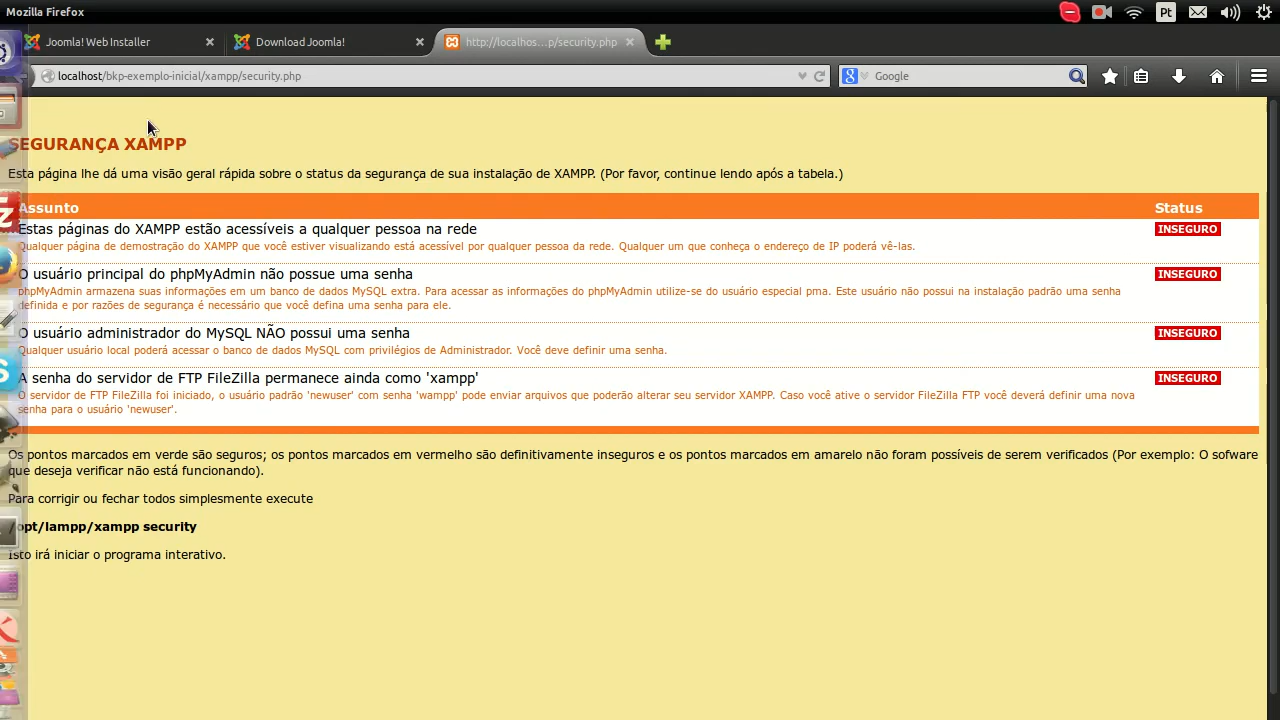 Mozilla Firefox
Pt
Joomla! Web Installer
Download Joomla!
http://localhos...p/security.php
localhost/bkp-exemplo-inicial/xampp/security.php
Google
SEGURANÇA XAMPP
Esta página lhe dá uma visão geral rápida sobre o status da segurança de sua instalação de XAMPP. (Por favor, continue lendo após a tabela.)
Assunto Status
Estas páginas do XAMPP estão acessíveis a qualquer pessoa na rede INSEGURO
Qualquer página de demostração do XAMPP que você estiver visualizando está acessível por qualquer pessoa da rede. Qualquer um que conheça o endereço de IP poderá vê-las.
O usuário principal do phpMyAdmin não possue uma senha INSEGURO
phpMyAdmin armazena suas informações em um banco de dados MySQL extra. Para acessar as informações do phpMyAdmin utilize-se do usuário especial pma. Este usuário não possui na instalação padrão uma senha
definida e por razões de segurança é necessário que você defina uma senha para ele.
O usuário administrador do MySQL NÃO possui uma senha INSEGURO
Qualquer usuário local poderá acessar o banco de dados MySQL com privilégios de Administrador. Você deve definir uma senha.
A senha do servidor de FTP FileZilla permanece ainda como 'xampp' INSEGURO
O servidor de FTP FileZilla foi iniciado, o usuário padrão 'newuser' com senha 'wampp' pode enviar arquivos que poderão alterar seu servidor XAMPP. Caso você ative o servidor FileZilla FTP você deverá definir uma nova
senha para o usuário 'newuser'.
Os pontos marcados em verde são seguros; os pontos marcados em vermelho são definitivamente inseguros e os pontos marcados em amarelo não foram possíveis de serem verificados (Por exemplo: O sofware
que deseja verificar não está funcionando).
Para corrigir ou fechar todos simplesmente execute
/opt/lampp/xampp security
Isto irá iniciar o programa interativo.